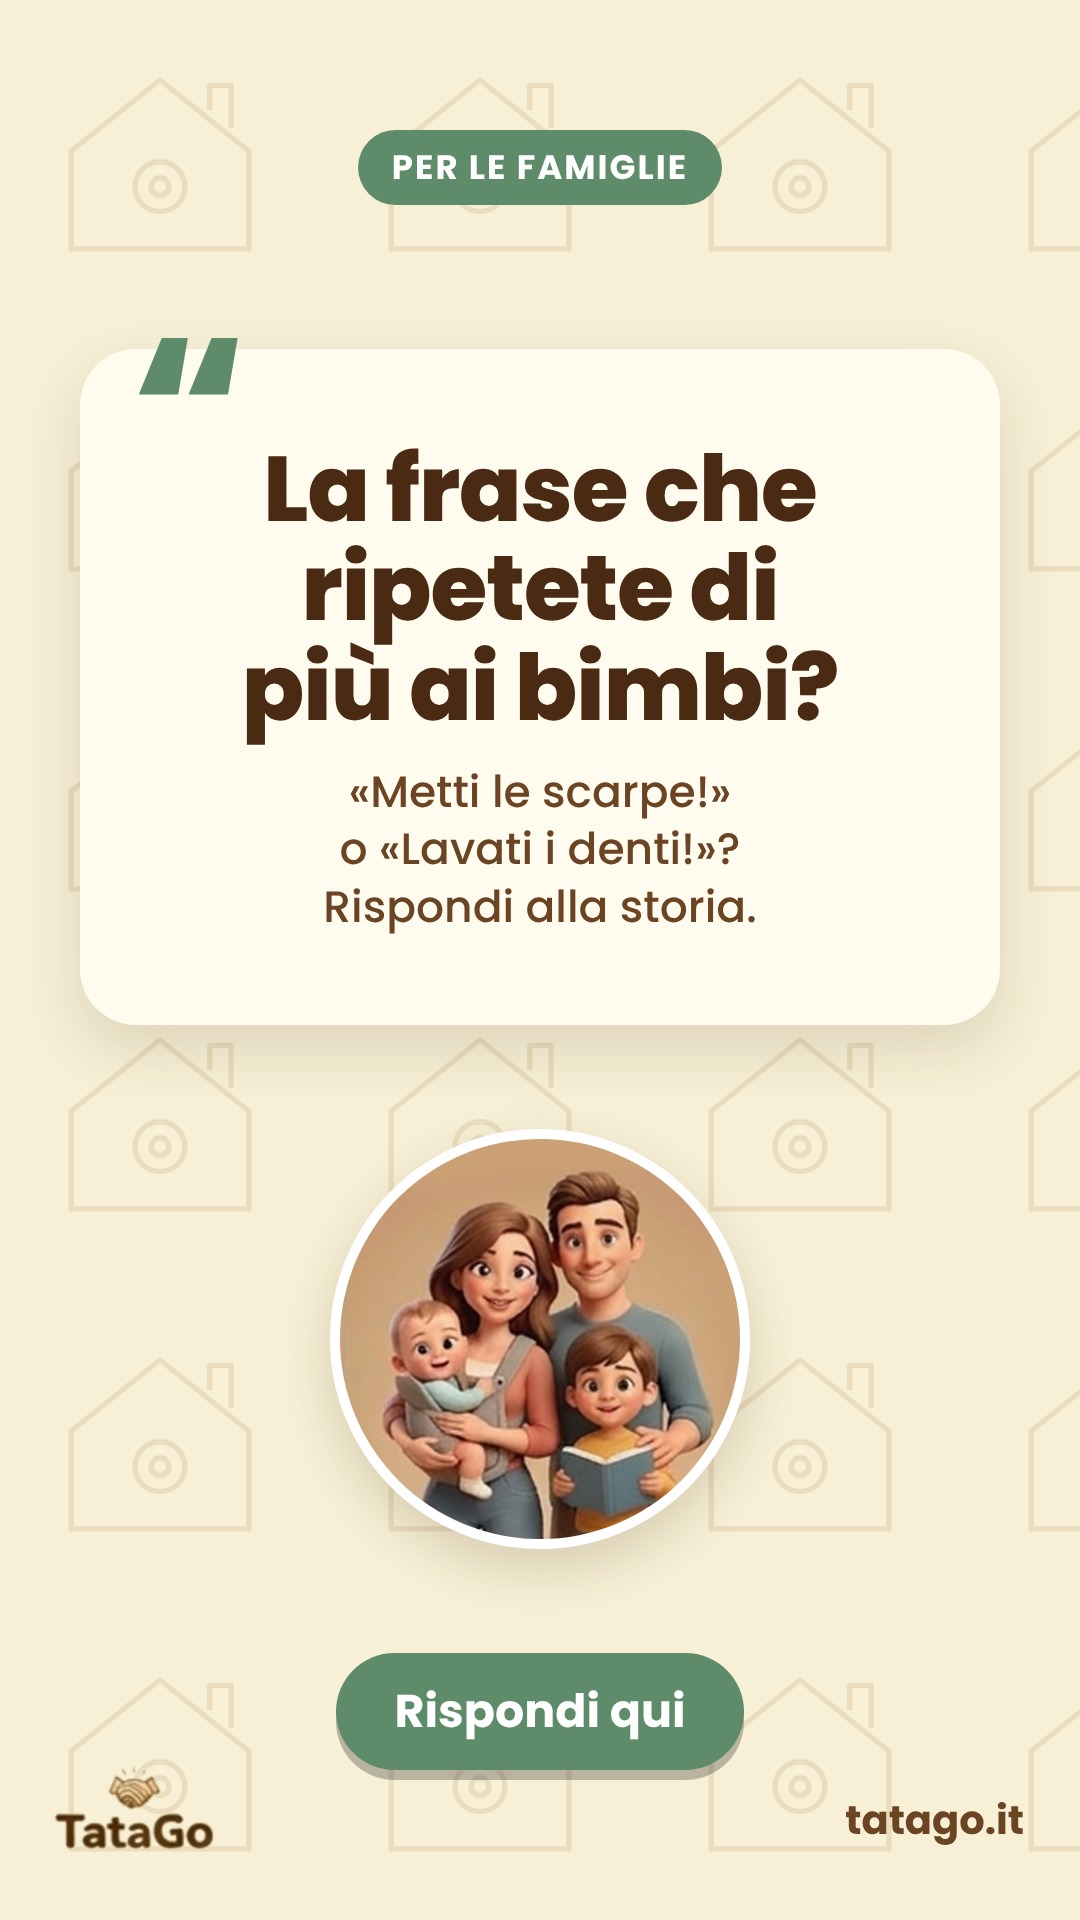 PER LE FAMIGLIE
“
La frase che
ripetete di
più ai bimbi?
«Metti le scarpe!»
o «Lavati i denti!»?
Rispondi alla storia.
Rispondi qui
TataGo
tatago.it